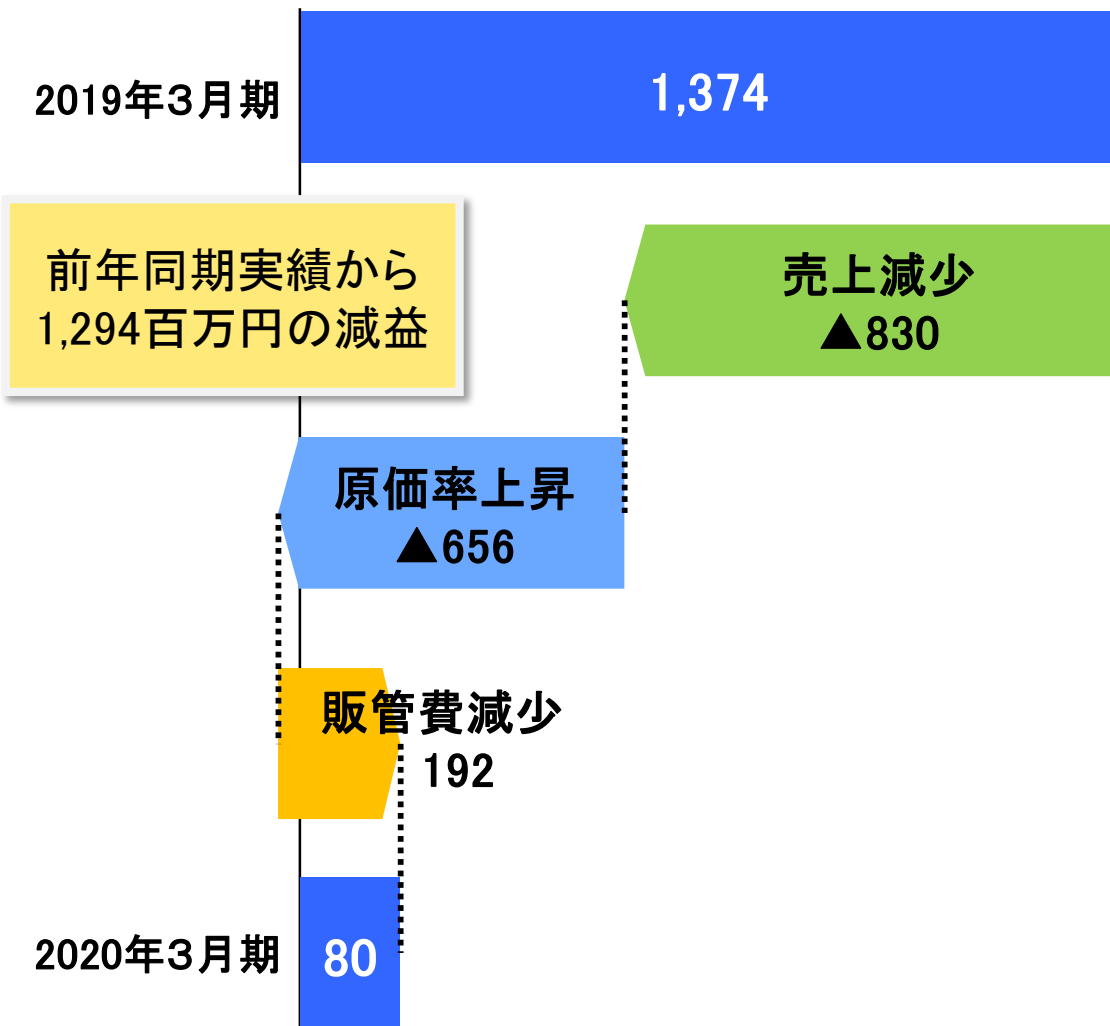 2019年３月期
1,374
前年同期実績から
1,294百万円の減益
売上減少
▲830
原価率上昇
▲656
販管費減少
192
2020年３月期
80